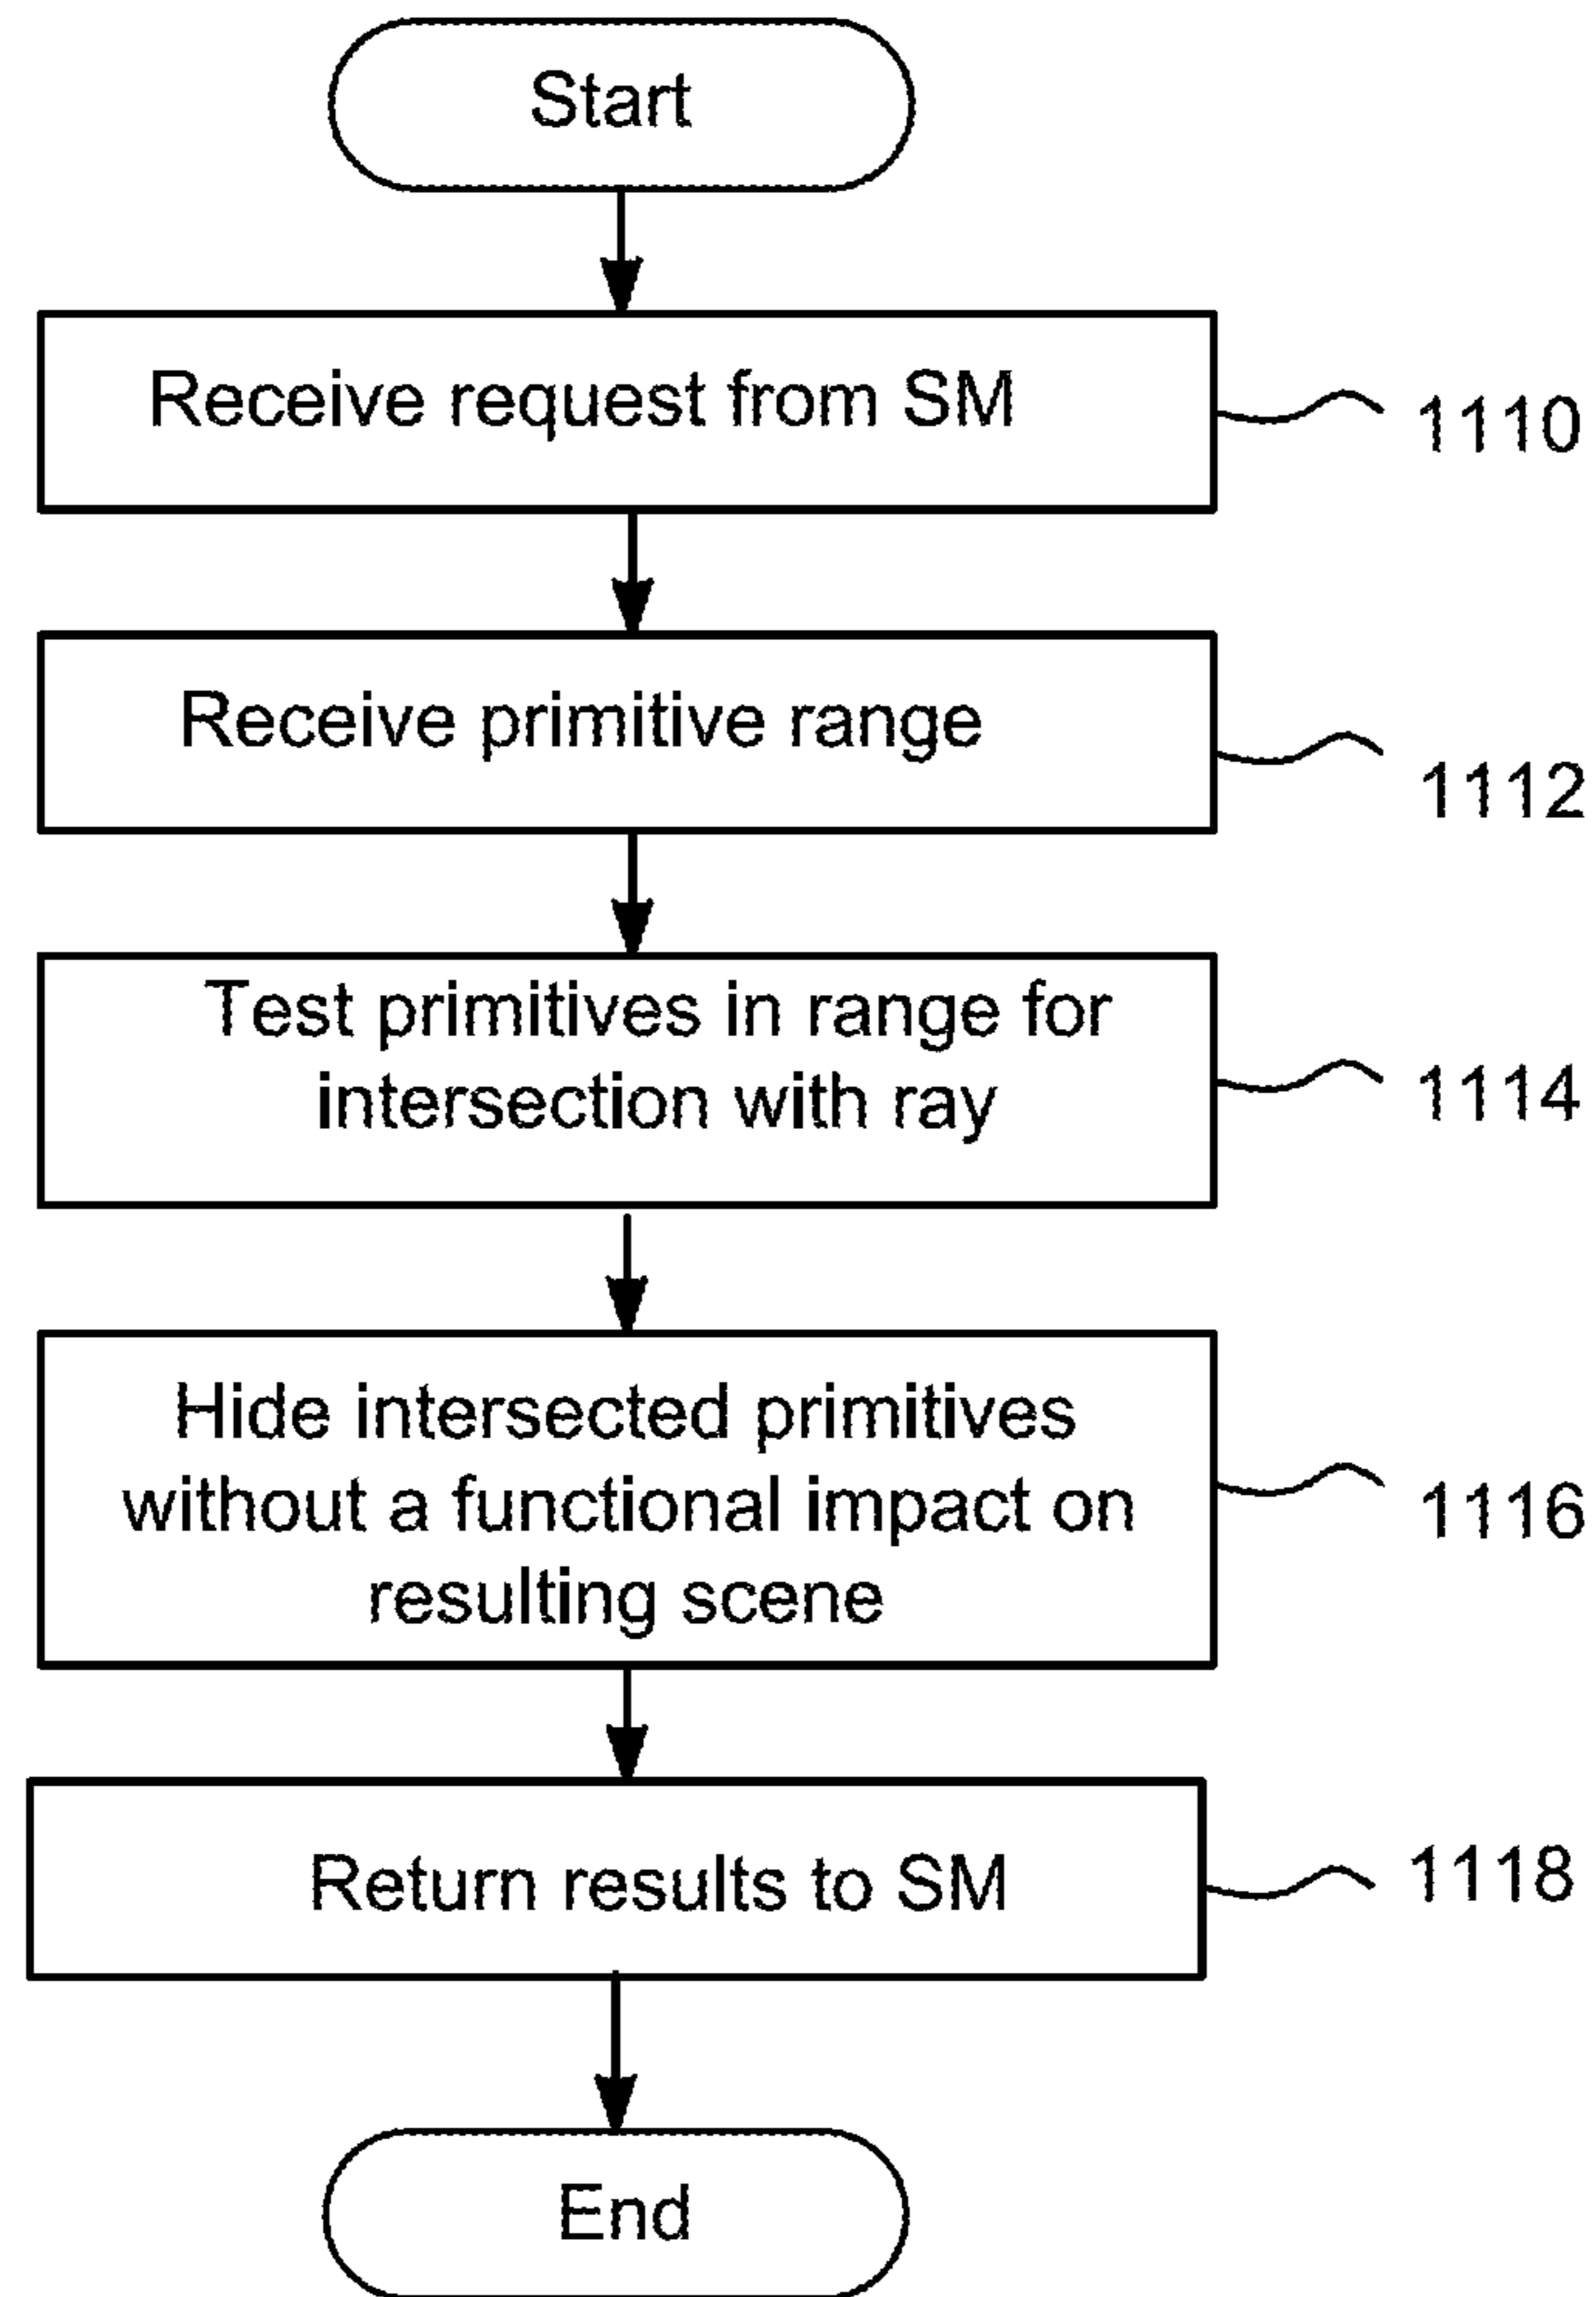 Start
Receive request from SM
1110
Receive primitive range
1112
Test primitives in range for
intersection with ray
1114
Hide intersected primitives
without a functional impact on
resulting scene
1116
Return results to SM
1118
End